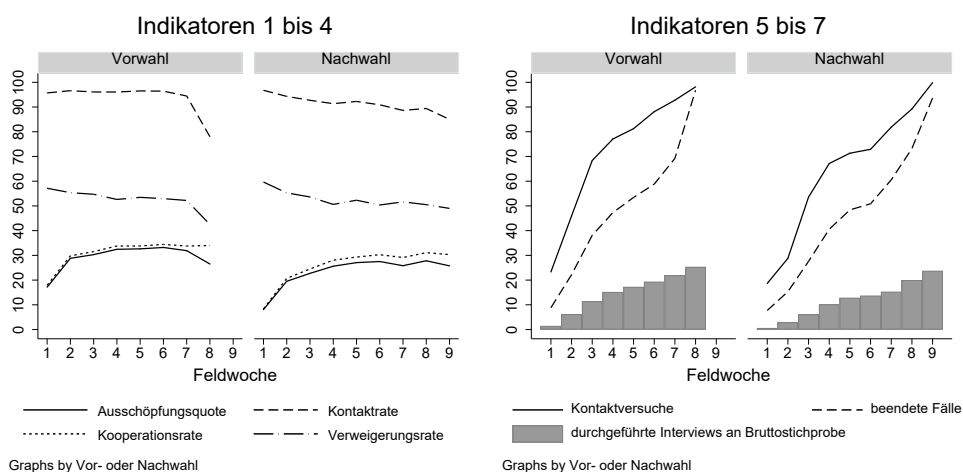 Indikatoren 1 bis 4
Vorwahl
Nachwahl
100
90
80
70
60
50
40
30
20
10
0
1 2 3 4 5 6 7 8 9
1 2 3 4 5 6 7 8 9
Feldwoche
Ausschöpfungsquote
Kontaktrate
Kooperationsrate
Verweigerungsrate
Graphs by Vor- oder Nachwahl
Indikatoren 5 bis 7
Vorwahl
Nachwahl
100
90
80
70
60
50
40
30
20
10
0
1 2 3 4 5 6 7 8 9
1 2 3 4 5 6 7 8 9
Feldwoche
Kontaktversuche
beendete Fälle
durchgeführte Interviews an Bruttostichprobe
Graphs by Vor- oder Nachwahl